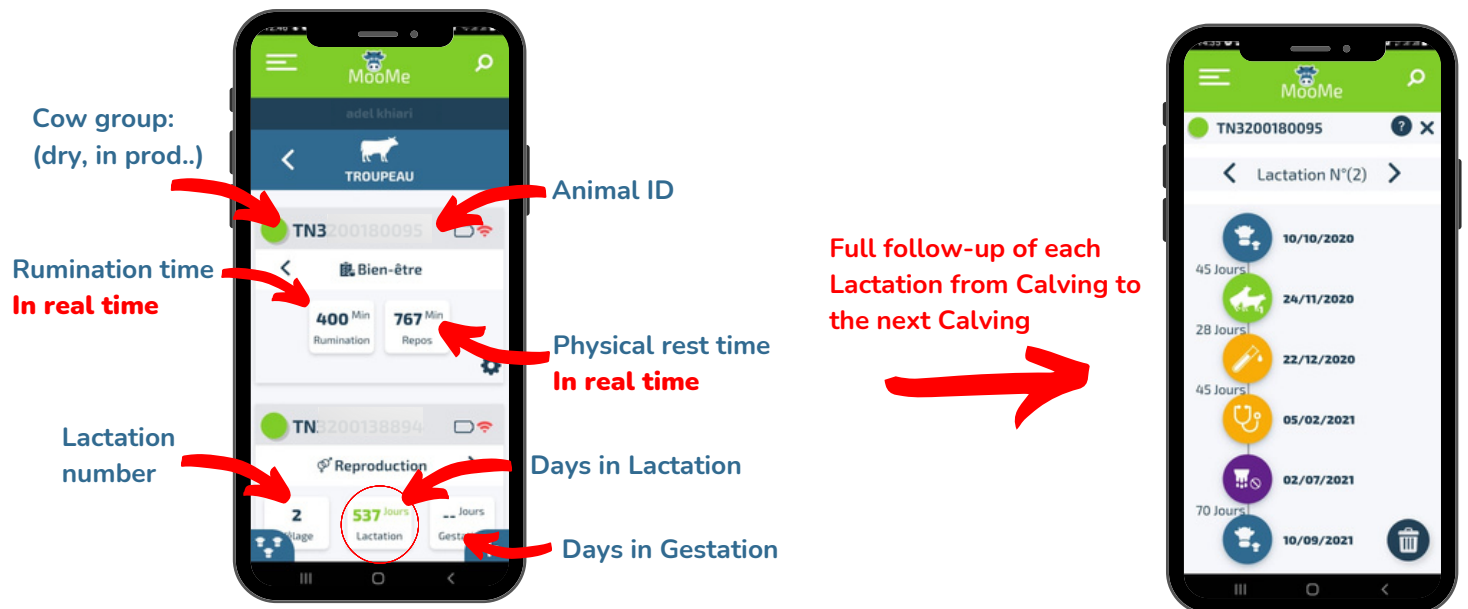 12:46
14:35
MooMe
adel khiari
TROUPEAU
Cow group:
(dry, in prod..)
Animal ID
TN3200180095
Bien-être
Rumination time
In real time
400 Min
Rumination
767 Min
Repos
Physical rest time
In real time
TN3200138894
Reproduction
Lactation
number
Days in Lactation
2
537 Jours
Lactation
-- Jours
Days in Gestation
Full follow-up of each
Lactation from Calving to
the next Calving
MooMe
TN3200180095
?
Lactation N°(2)
10/10/2020
45 Jours
24/11/2020
28 Jours
22/12/2020
45 Jours
05/02/2021
02/07/2021
70 Jours
10/09/2021